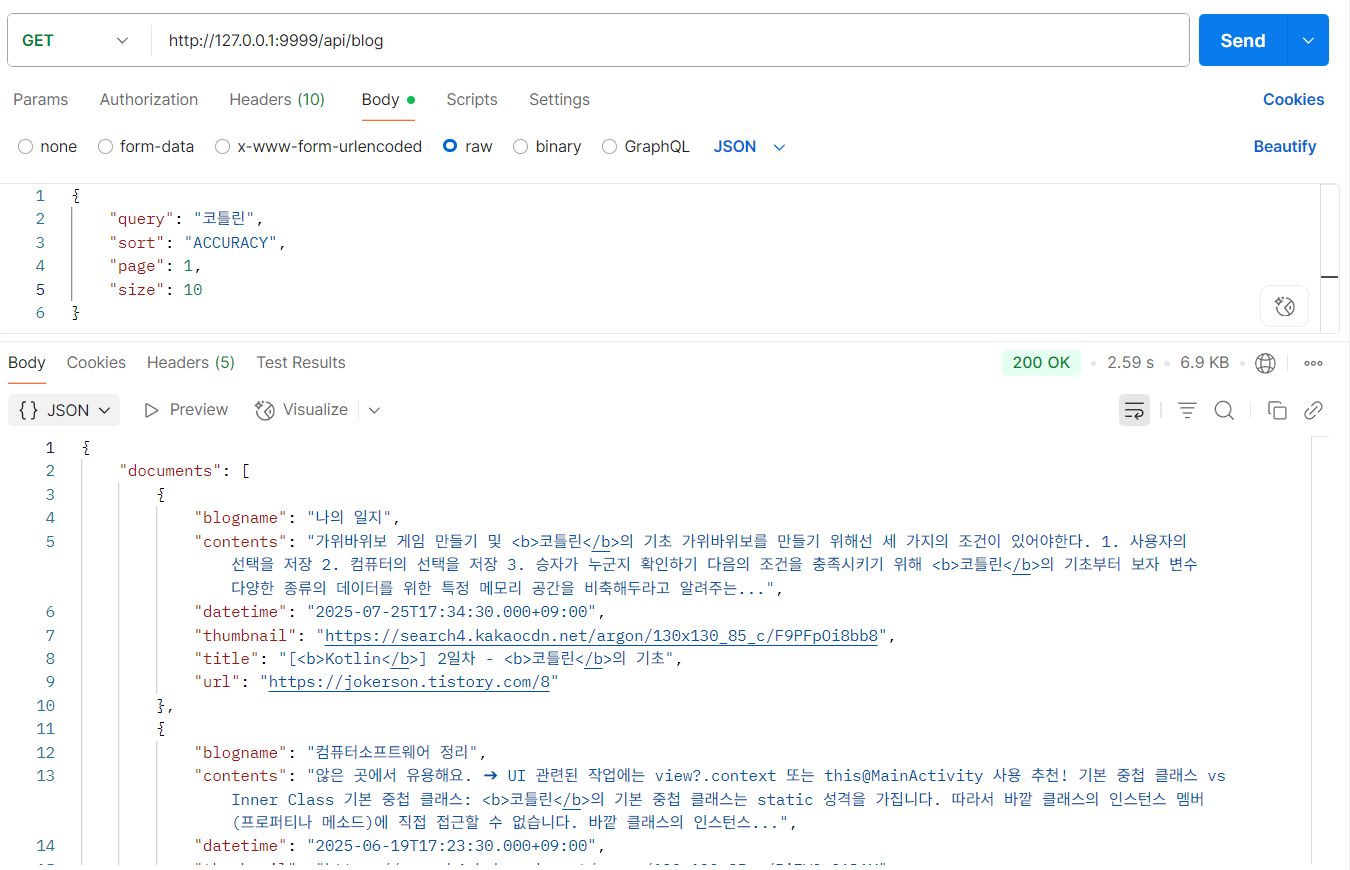 GET http://127.0.0.1:9999/api/blog Send
Params Authorization Headers (10) Body Scripts Settings Cookies
none form-data x-www-form-urlencoded raw binary GraphQL JSON Beautify
1 {
2 "query": "코틀린",
3 "sort": "ACCURACY",
4 "page": 1,
5 "size": 10
6 }
Body Cookies Headers (5) Test Results 200 OK 2.59 s 6.9 KB
{} JSON Preview Visualize
1 {
2 "documents": [
3 {
4 "blogname": "나의 일지",
5 "contents": "가위바위보 게임 만들기 및 <b>코틀린</b>의 기초 가위바위보를 만들기 위해선 세 가지의 조건이 있어야한다. 1. 사용자의
선택을 저장 2. 컴퓨터의 선택을 저장 3. 승자가 누군지 확인하기 다음의 조건을 충족시키기 위해 <b>코틀린</b>의 기초부터 보자 변수
다양한 종류의 데이터를 위한 특정 메모리 공간을 비축해두라고 알려주는...",
6 "datetime": "2025-07-25T17:34:30.000+09:00",
7 "thumbnail": "https://search4.kakaocdn.net/argon/130x130_85_c/F9PFpOi8bb8",
8 "title": "[<b>Kotlin</b>] 2일차 - <b>코틀린</b>의 기초",
9 "url": "https://jokerson.tistory.com/8"
10 },
11 {
12 "blogname": "컴퓨터소프트웨어 정리",
13 "contents": "않은 곳에서 유용해요. ➔ UI 관련된 작업에는 view?.context 또는 this@MainActivity 사용 추천! 기본 중첩 클래스 vs
Inner Class 기본 중첩 클래스: <b>코틀린</b>의 기본 중첩 클래스는 static 성격을 가집니다. 따라서 바깥 클래스의 인스턴스 멤버
(프로퍼티나 메소드)에 직접 접근할 수 없습니다. 바깥 클래스의 인스턴스...",
14 "datetime": "2025-06-19T17:23:30.000+09:00",